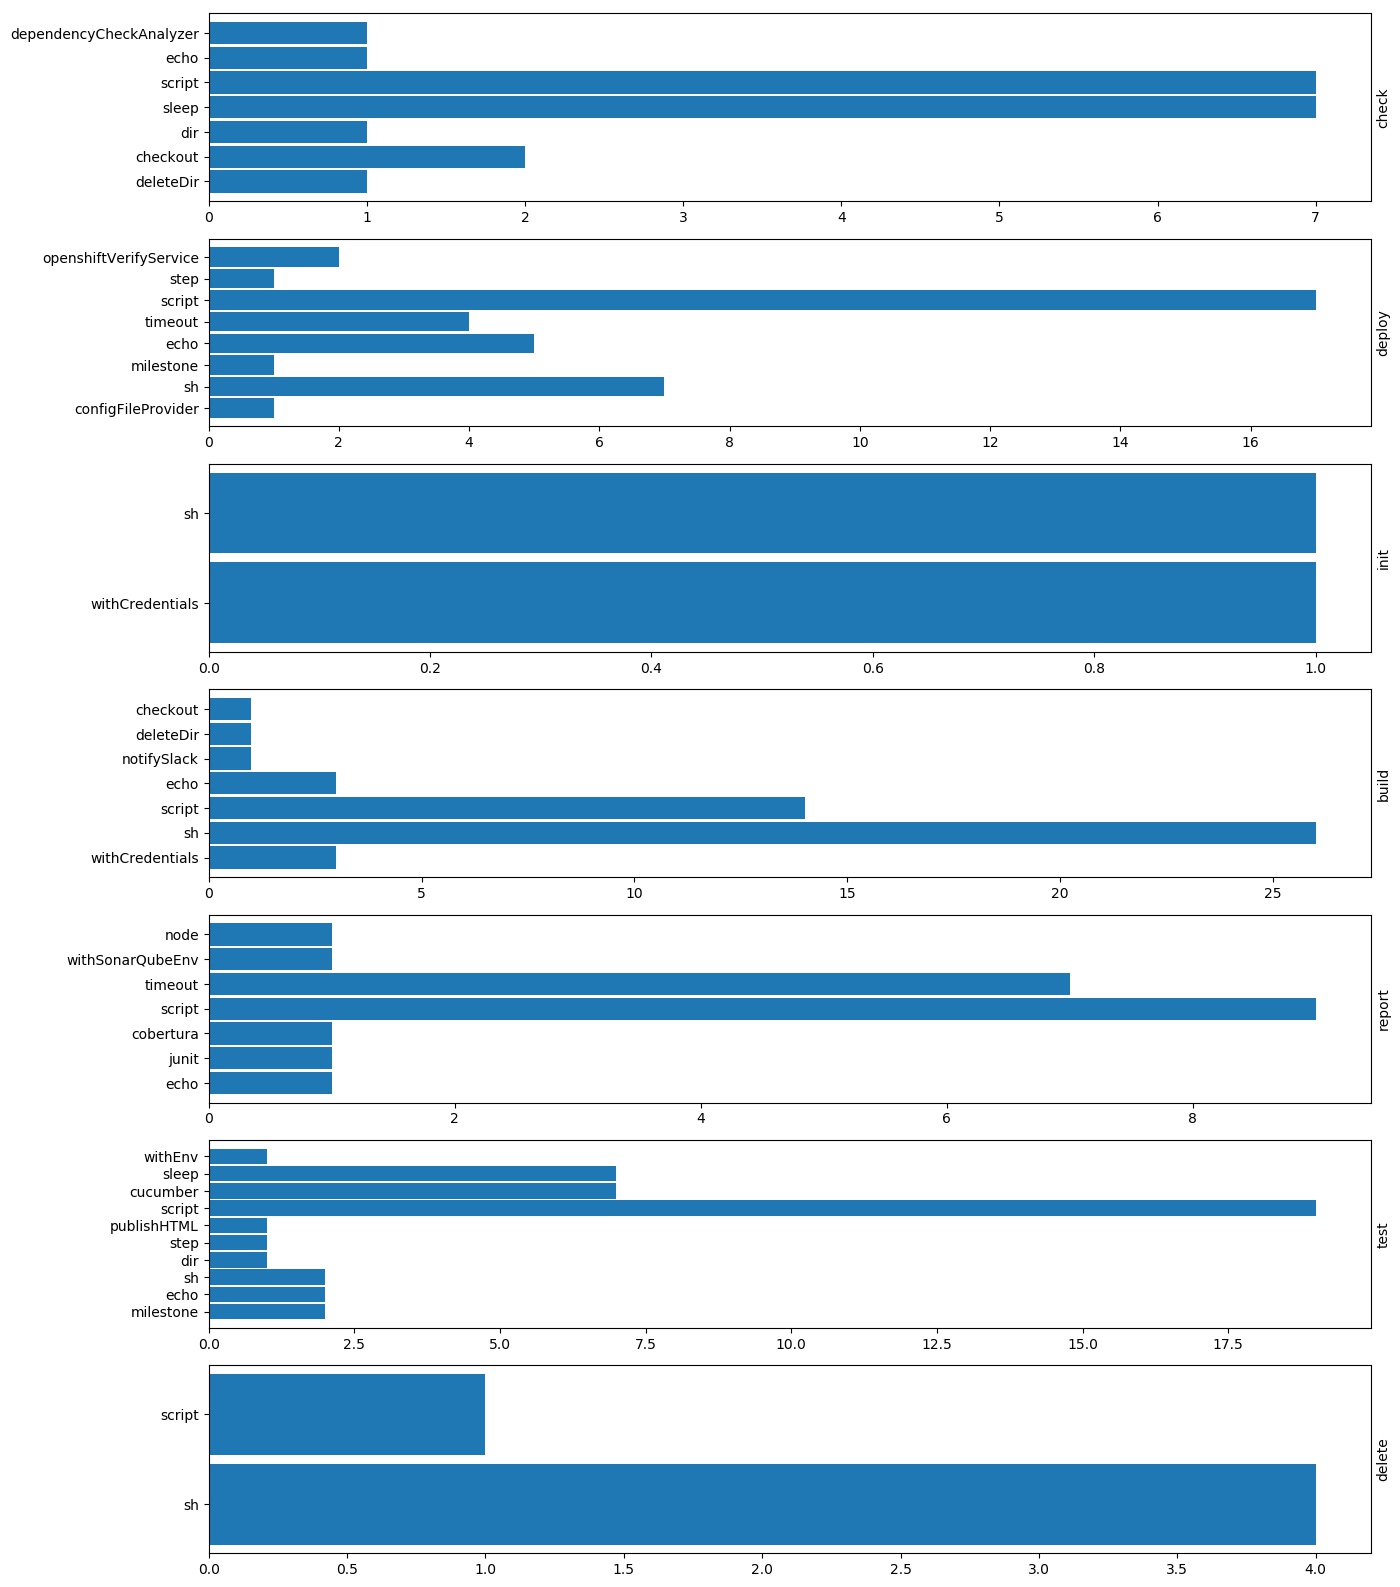 dependencyCheckAnalyzer
echo
script
sleep
dir
checkout
deleteDir
0 1 2 3 4 5 6 7
check
openshiftVerifyService
step
script
timeout
echo
milestone
sh
configFileProvider
0 2 4 6 8 10 12 14 16
deploy
sh
withCredentials
0.0 0.2 0.4 0.6 0.8 1.0
init
checkout
deleteDir
notifySlack
echo
script
sh
withCredentials
0 5 10 15 20 25
build
node
withSonarQubeEnv
timeout
script
cobertura
junit
echo
0 2 4 6 8
report
withEnv
sleep
cucumber
script
publishHTML
step
dir
sh
echo
milestone
0.0 2.5 5.0 7.5 10.0 12.5 15.0 17.5
test
script
sh
0.0 0.5 1.0 1.5 2.0 2.5 3.0 3.5 4.0
delete